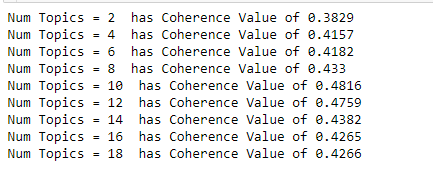 Num Topics = 2  has Coherence Value of 0.3829
Num Topics = 4  has Coherence Value of 0.4157
Num Topics = 6  has Coherence Value of 0.4182
Num Topics = 8  has Coherence Value of 0.433
Num Topics = 10  has Coherence Value of 0.4816
Num Topics = 12  has Coherence Value of 0.4759
Num Topics = 14  has Coherence Value of 0.4382
Num Topics = 16  has Coherence Value of 0.4265
Num Topics = 18  has Coherence Value of 0.4266